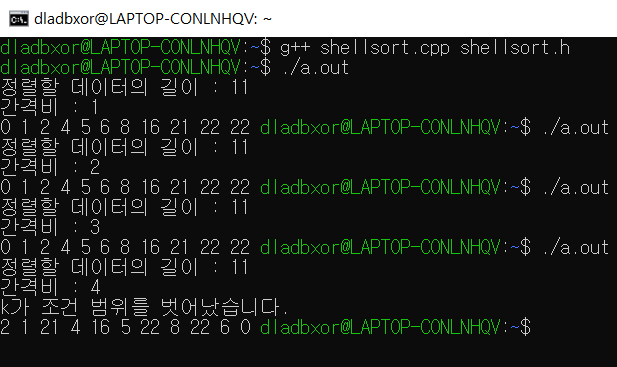 dladbxor@LAPTOP-CONLNHQV: ~
dladbxor@LAPTOP-CONLNHQV:~$ g++ shellsort.cpp shellsort.h
dladbxor@LAPTOP-CONLNHQV:~$ ./a.out
정렬할 데이터의 길이 : 11
간격비 : 1
0 1 2 4 5 6 8 16 21 22 22 dladbxor@LAPTOP-CONLNHQV:~$ ./a.out
정렬할 데이터의 길이 : 11
간격비 : 2
0 1 2 4 5 6 8 16 21 22 22 dladbxor@LAPTOP-CONLNHQV:~$ ./a.out
정렬할 데이터의 길이 : 11
간격비 : 3
0 1 2 4 5 6 8 16 21 22 22 dladbxor@LAPTOP-CONLNHQV:~$ ./a.out
정렬할 데이터의 길이 : 11
간격비 : 4
k가 조건 범위를 벗어났습니다.
2 1 21 4 16 5 22 8 22 6 0 dladbxor@LAPTOP-CONLNHQV:~$